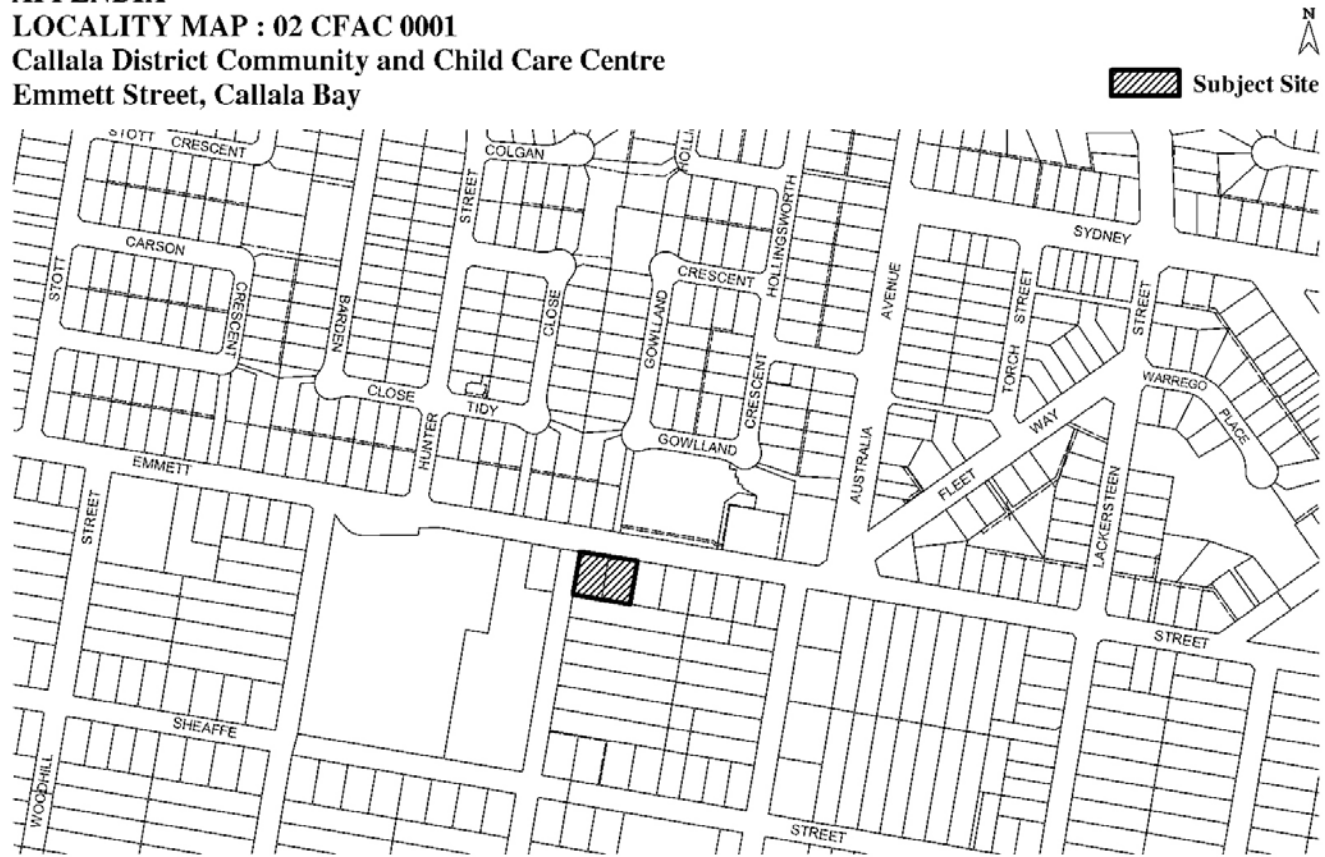 APPENDIX
LOCALITY MAP : 02 CFAC 0001
Callala District Community and Child Care Centre
Emmett Street, Callala Bay
N
Subject Site
STOTT
CRESCENT
COLGAN
STREET
HOLLINGSWORTH
SYDNEY
CARSON
STOTT
CRESCENT
BARDEN
CLOSE
GOWLLAND
CRESCENT
AVENUE
STREET
STREET
CLOSE
TIDY
HUNTER
CRESCENT
GOWLLAND
TORCH
WARREGO
PLACE
WAY
FLEET
AUSTRALIA
LACKERSTEEN
EMMETT
STREET
STREET
SHEAFFE
WOODHILL
STREET